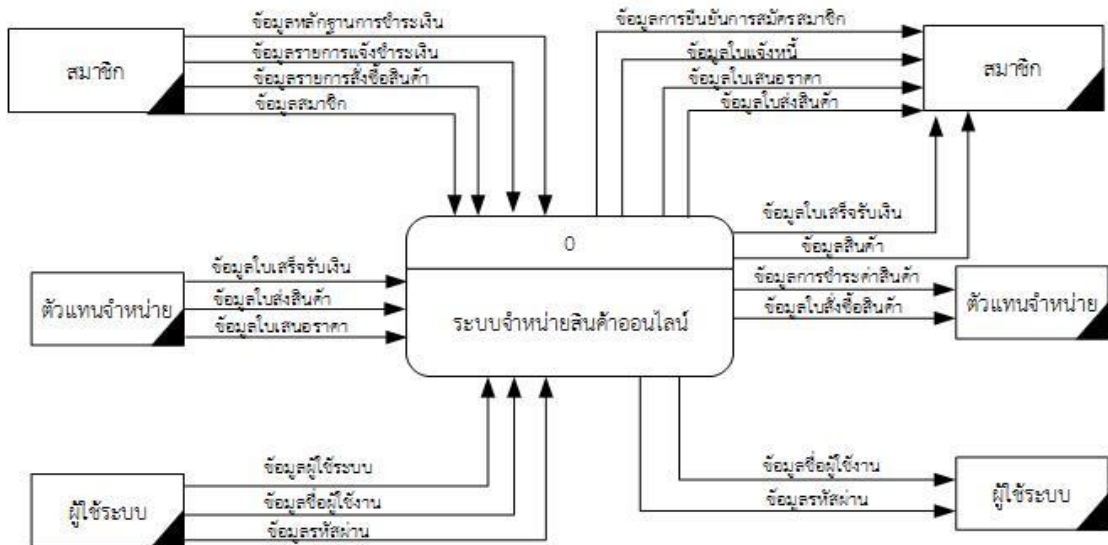 ข้อมูลหลักฐานการชำระเงิน
ข้อมูลรายการแจ้งชำระเงิน
ข้อมูลรายการสั่งซื้อสินค้า
ข้อมูลสมาชิก
สมาชิก
ข้อมูลการยืนยันการสมัครสมาชิก
ข้อมูลใบแจ้งหนี้
ข้อมูลใบเสนอราคา
ข้อมูลใบส่งสินค้า
สมาชิก
ข้อมูลใบเสร็จรับเงิน
ข้อมูลสินค้า
0
ระบบจำหน่ายสินค้าออนไลน์
ตัวแทนจำหน่าย
ข้อมูลใบเสร็จรับเงิน
ข้อมูลใบส่งสินค้า
ข้อมูลใบเสนอราคา
ข้อมูลการชำระค่าสินค้า
ข้อมูลใบสั่งซื้อสินค้า
ตัวแทนจำหน่าย
ผู้ใช้ระบบ
ข้อมูลผู้ใช้ระบบ
ข้อมูลชื่อผู้ใช้งาน
ข้อมูลรหัสผ่าน
ข้อมูลชื่อผู้ใช้งาน
ข้อมูลรหัสผ่าน
ผู้ใช้ระบบ